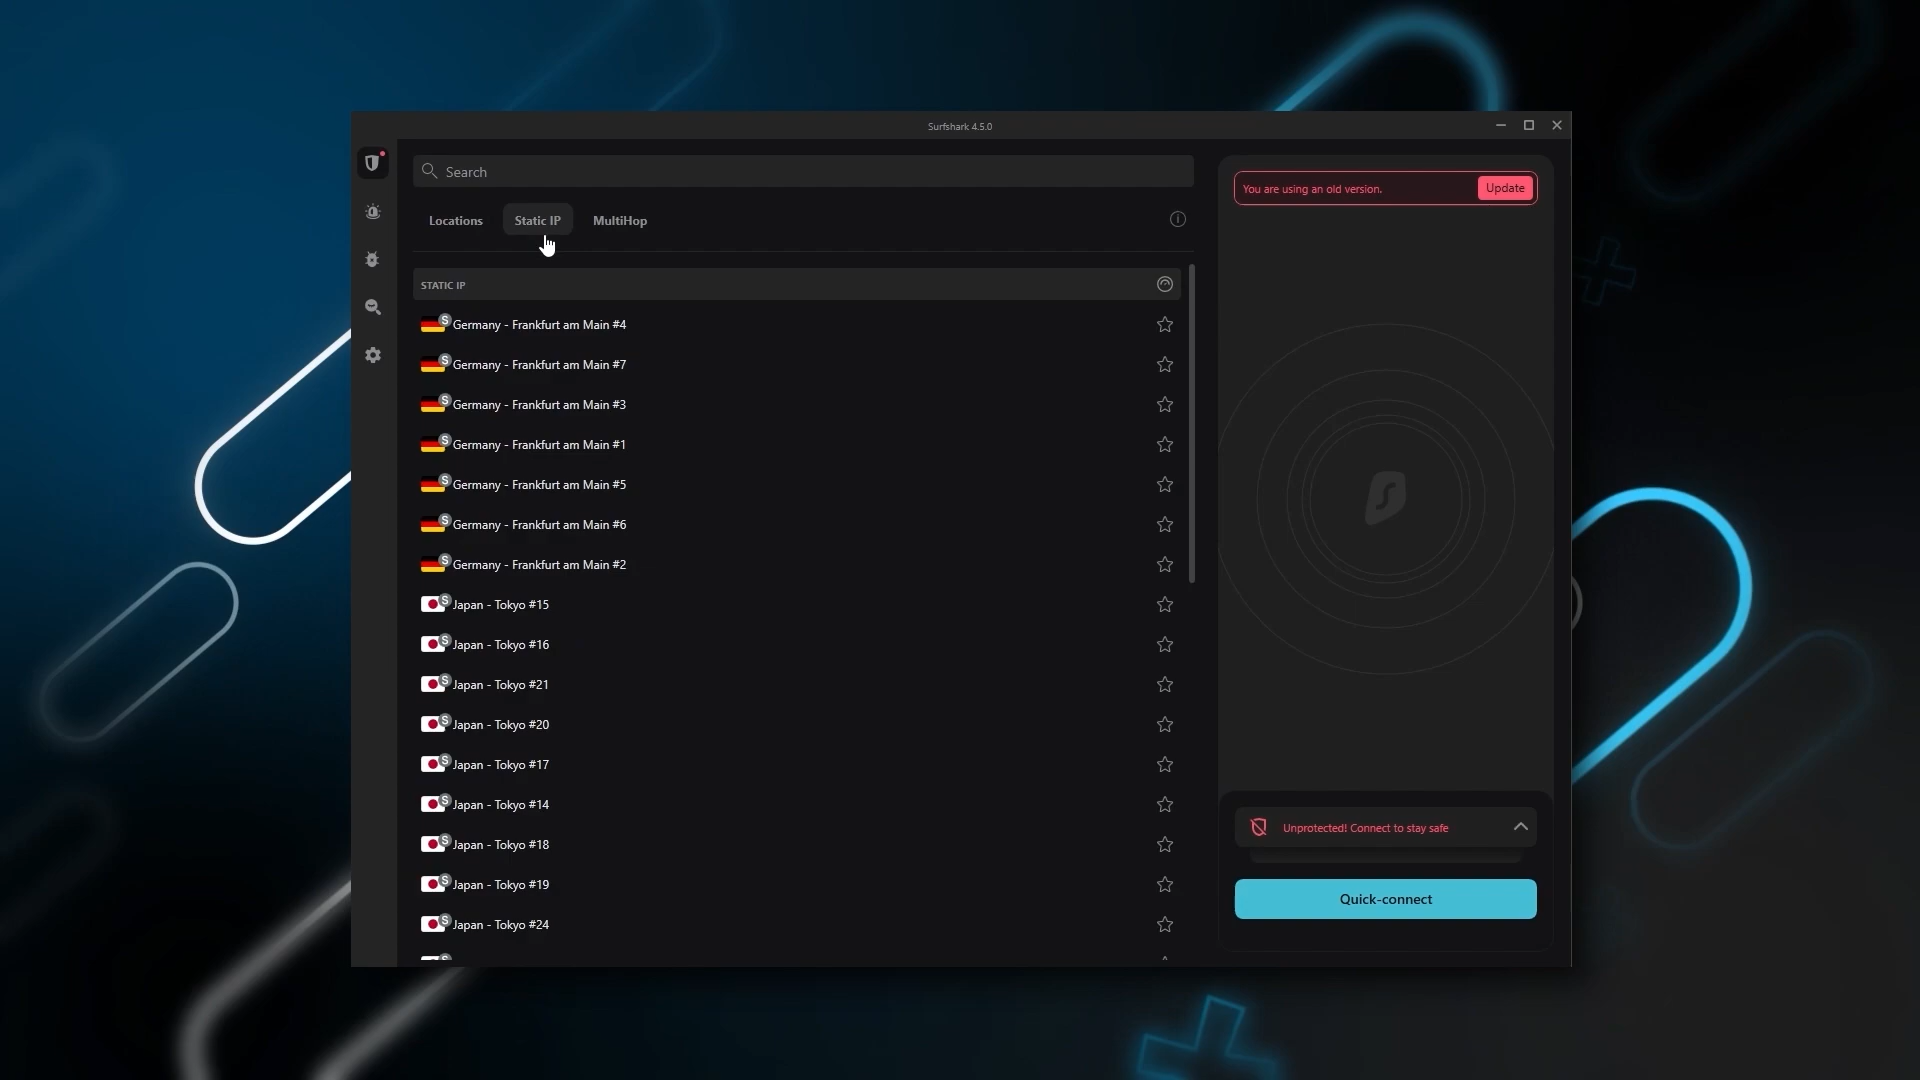 Surfshark 4.5.0
Search
You are using an old version.
Update
Locations
Static IP
MultiHop
STATIC IP
S Germany - Frankfurt am Main #4
S Germany - Frankfurt am Main #7
S Germany - Frankfurt am Main #3
S Germany - Frankfurt am Main #1
S Germany - Frankfurt am Main #5
S Germany - Frankfurt am Main #6
S Germany - Frankfurt am Main #2
S Japan - Tokyo #15
S Japan - Tokyo #16
S Japan - Tokyo #21
S Japan - Tokyo #20
S Japan - Tokyo #17
S Japan - Tokyo #14
S Japan - Tokyo #18
S Japan - Tokyo #19
S Japan - Tokyo #24
Unprotected! Connect to stay safe
Quick-connect